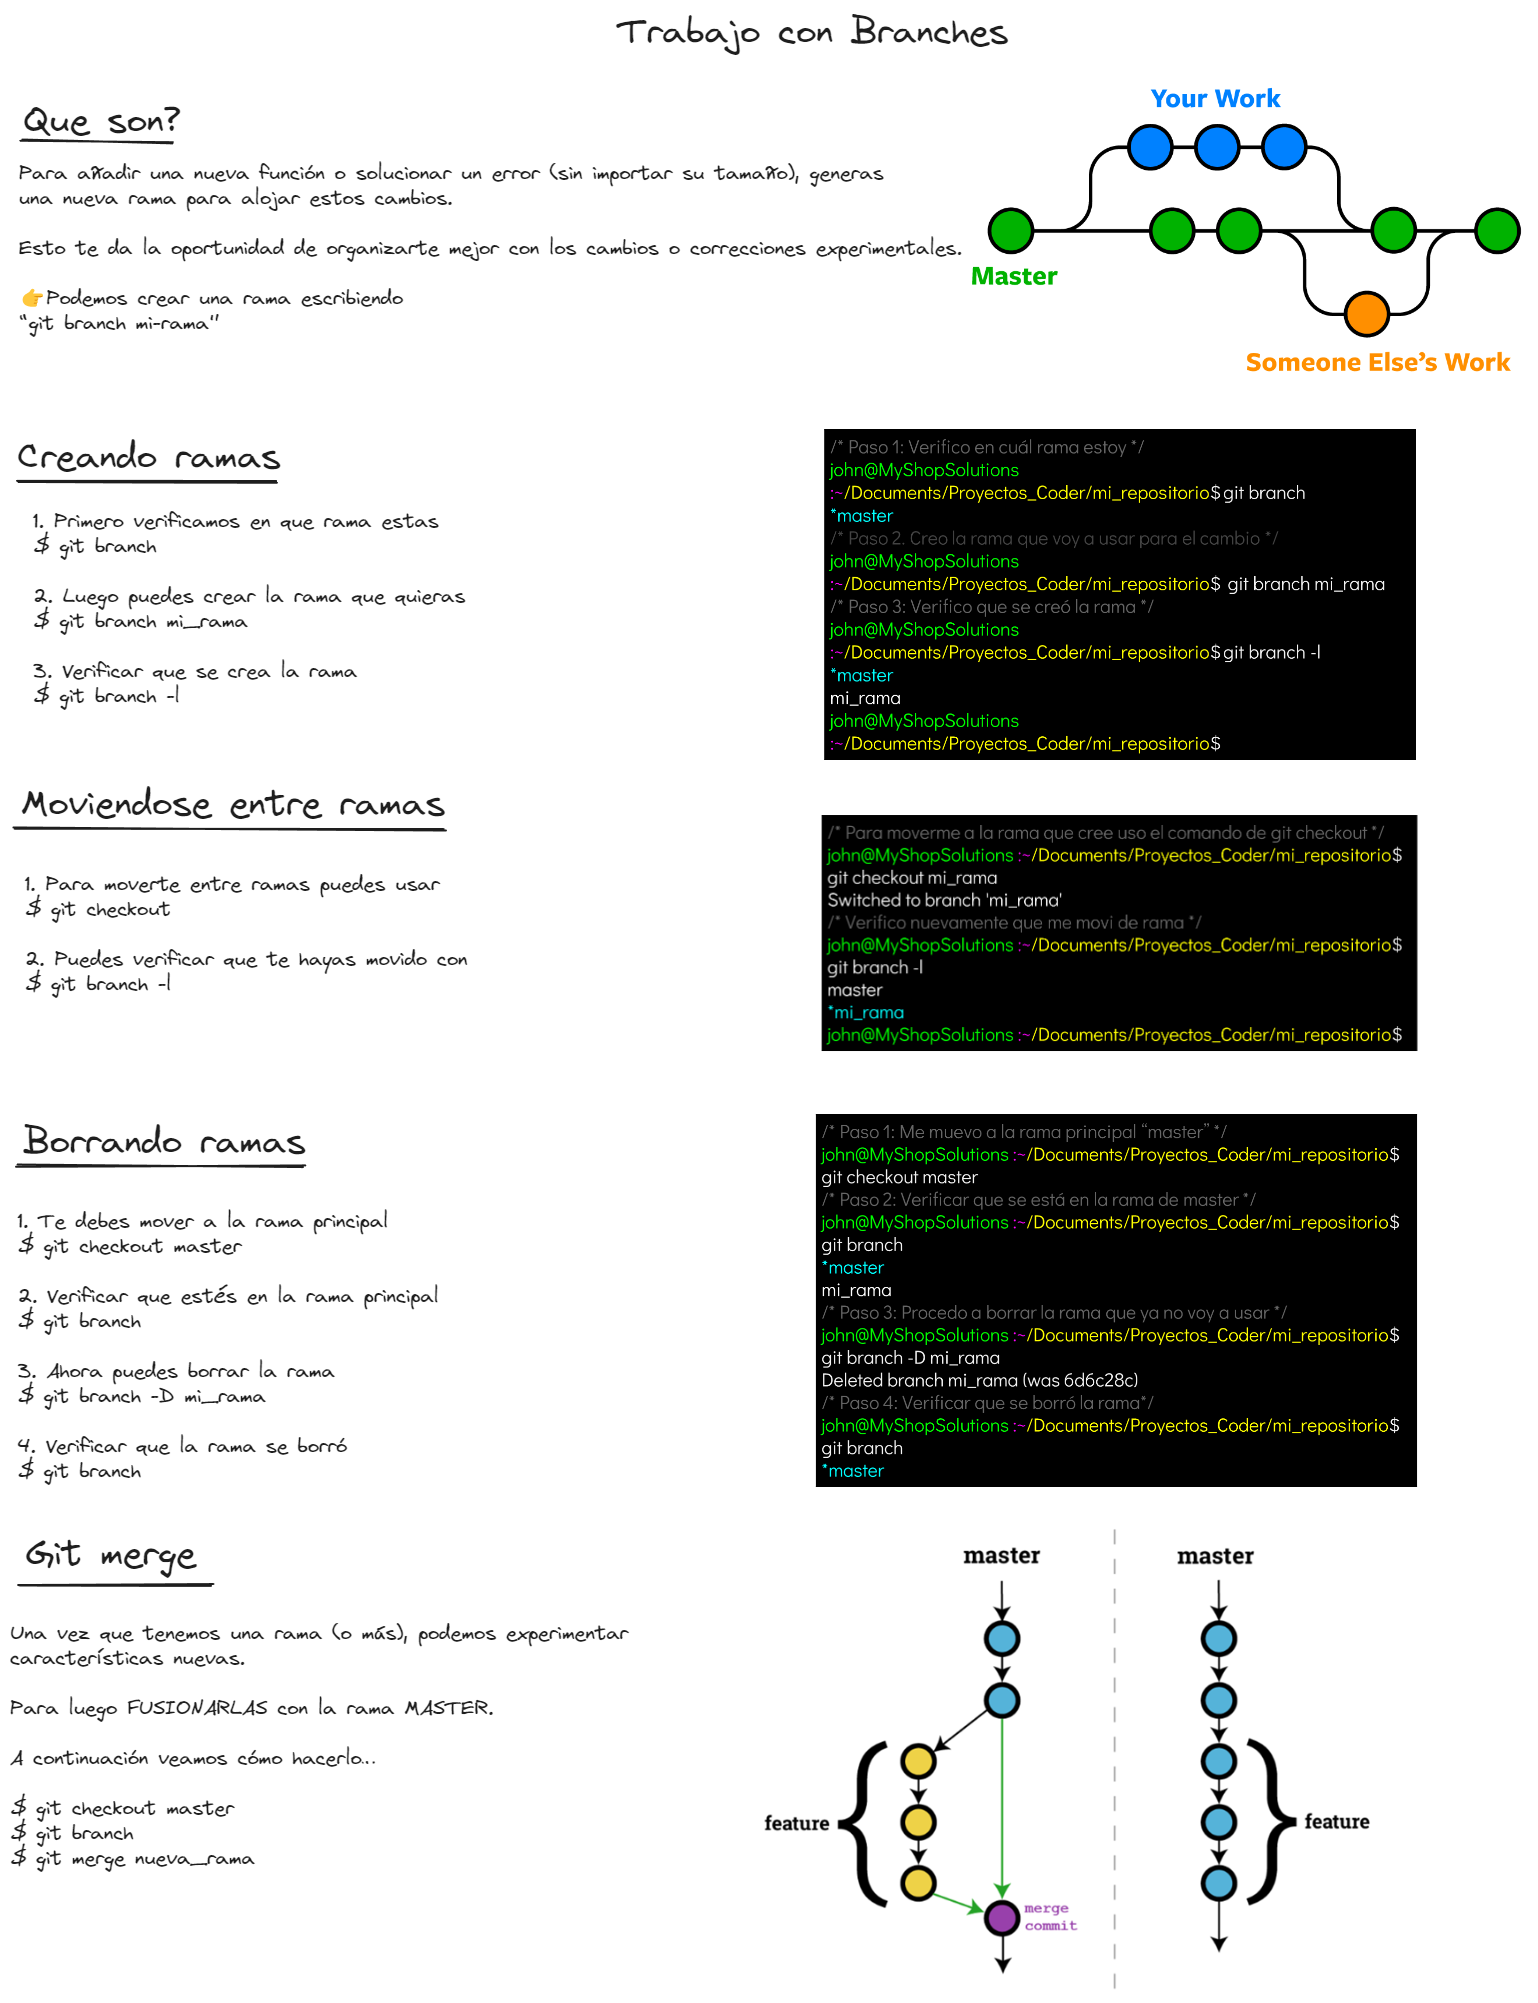 Trabajo con Branches
Que son?
Para añadir una nueva función o solucionar un error (sin importar su tamaño), generas
una nueva rama para alojar estos cambios.
Esto te da la oportunidad de organizarte mejor con los cambios o correcciones experimentales.
👉Podemos crear una rama escribiendo
"git branch mi-rama"
Your Work
Master
Someone Else's Work
Creando ramas
1. Primero verificamos en que rama estas
$ git branch
2. Luego puedes crear la rama que quieras
$ git branch mi_rama
3. Verificar que se crea la rama
$ git branch -l
/* Paso 1: Verifico en cuál rama estoy */
john@MyShopSolutions
:~/Documents/Proyectos_Coder/mi_repositorio$ git branch
*master
/* Paso 2. Creo la rama que voy a usar para el cambio */
john@MyShopSolutions
:~/Documents/Proyectos_Coder/mi_repositorio$ git branch mi_rama
/* Paso 3: Verifico que se creó la rama */
john@MyShopSolutions
:~/Documents/Proyectos_Coder/mi_repositorio$ git branch -l
*master
mi_rama
john@MyShopSolutions
:~/Documents/Proyectos_Coder/mi_repositorio$
Moviendose entre ramas
1. Para moverte entre ramas puedes usar
$ git checkout
2. Puedes verificar que te hayas movido con
$ git branch -l
/* Para moverme a la rama que cree uso el comando de git checkout */
john@MyShopSolutions :~/Documents/Proyectos_Coder/mi_repositorio$
git checkout mi_rama
Switched to branch 'mi_rama'
/* Verifico nuevamente que me movi de rama */
john@MyShopSolutions :~/Documents/Proyectos_Coder/mi_repositorio$
git branch -l
master
*mi_rama
john@MyShopSolutions :~/Documents/Proyectos_Coder/mi_repositorio$
Borrando ramas
1. Te debes mover a la rama principal
$ git checkout master
2. Verificar que estés en la rama principal
$ git branch
3. Ahora puedes borrar la rama
$ git branch -D mi_rama
4. Verificar que la rama se borró
$ git branch
/* Paso 1: Me muevo a la rama principal "master" */
john@MyShopSolutions :~/Documents/Proyectos_Coder/mi_repositorio$
git checkout master
/* Paso 2: Verificar que se está en la rama de master */
john@MyShopSolutions :~/Documents/Proyectos_Coder/mi_repositorio$
git branch
*master
mi_rama
/* Paso 3: Procedo a borrar la rama que ya no voy a usar */
john@MyShopSolutions :~/Documents/Proyectos_Coder/mi_repositorio$
git branch -D mi_rama
Deleted branch mi_rama (was 6d6c28c)
/* Paso 4: Verificar que se borró la rama*/
john@MyShopSolutions :~/Documents/Proyectos_Coder/mi_repositorio$
git branch
*master
Git merge
Una vez que tenemos una rama (o más), podemos experimentar
características nuevas.
Para luego FUSIONARLAS con la rama MASTER.
A continuación veamos cómo hacerlo...
$ git checkout master
$ git branch
$ git merge nueva_rama
master
feature
merge
commit
master
feature